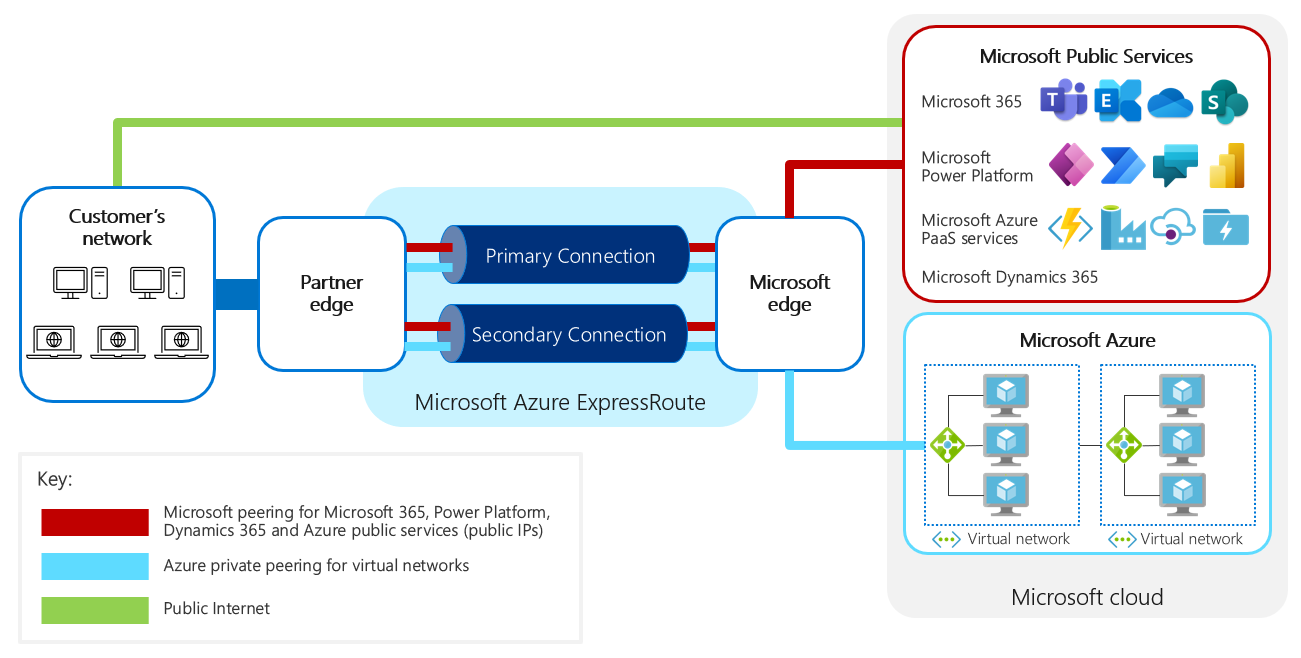 Microsoft Public Services
Microsoft 365
T
E
S
Microsoft
Power Platform
Microsoft Azure
PaaS services
Microsoft Dynamics 365
Customer's
network
Partner
edge
Primary Connection
Secondary Connection
Microsoft Azure ExpressRoute
Microsoft
edge
Microsoft Azure
Virtual network
Virtual network
Microsoft cloud
Key:
Microsoft peering for Microsoft 365, Power Platform,
Dynamics 365 and Azure public services (public IPs)
Azure private peering for virtual networks
Public Internet